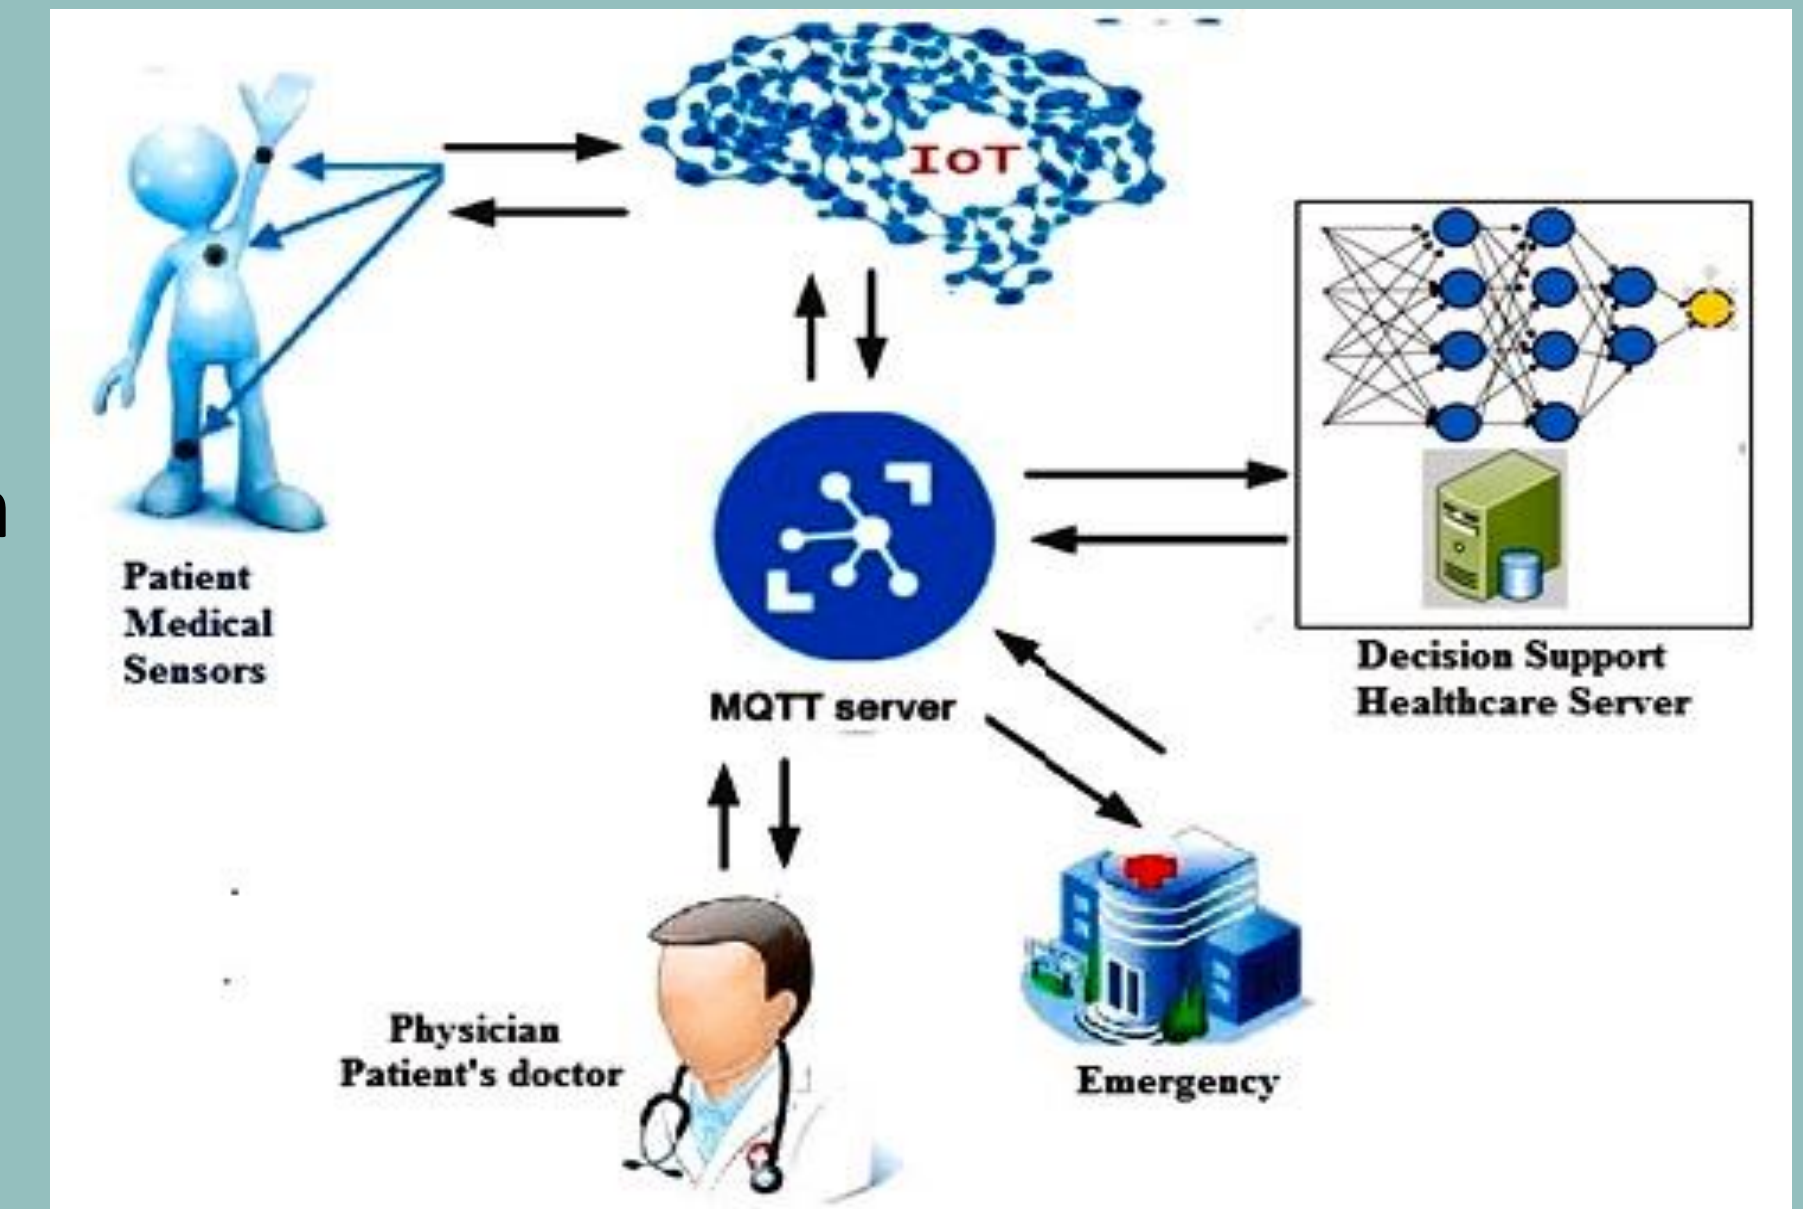 IoT
n
Patient
Medical
Sensors
Decision Support
Healthcare Server
MQTT server
Physician
Patient's doctor
Emergency